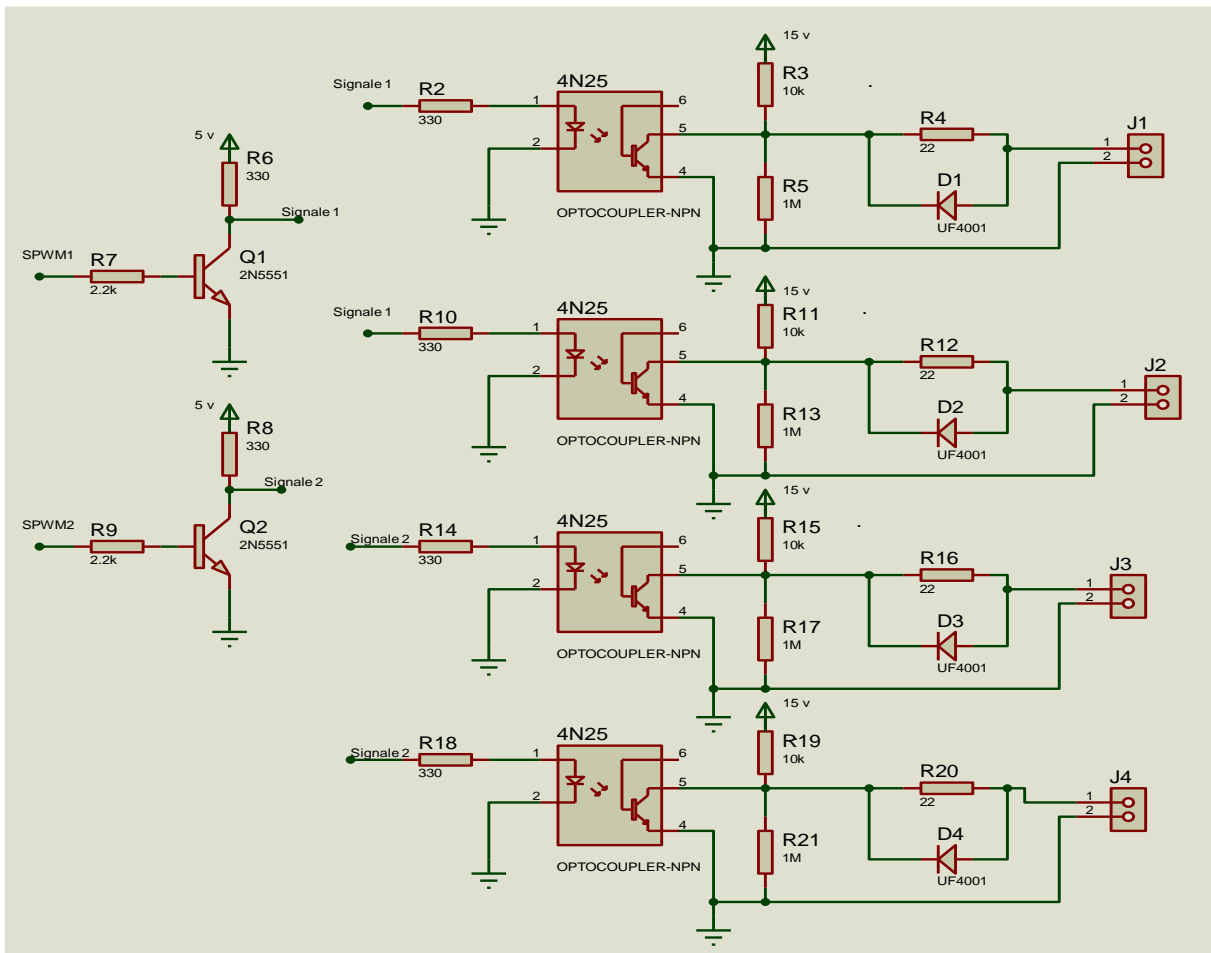 15 v
R3
10k
Signale 1
R2
330
4N25
1
2
6
5
4
OPTOCOUPLER-NPN
R5
1M
R4
22
D1
UF4001
J1
1
2
5 v
R6
330
Signale 1
SPWM1
R7
2.2k
Q1
2N5551
15 v
R11
10k
Signale 1
R10
330
4N25
1
2
6
5
4
OPTOCOUPLER-NPN
R13
1M
R12
22
D2
UF4001
J2
1
2
5 v
R8
330
Signale 2
SPWM2
R9
2.2k
Q2
2N5551
15 v
R15
10k
Signale 2
R14
330
4N25
1
2
6
5
4
OPTOCOUPLER-NPN
R17
1M
R16
22
D3
UF4001
J3
1
2
15 v
R19
10k
Signale 2
R18
330
4N25
1
2
6
5
4
OPTOCOUPLER-NPN
R21
1M
R20
22
D4
UF4001
J4
1
2